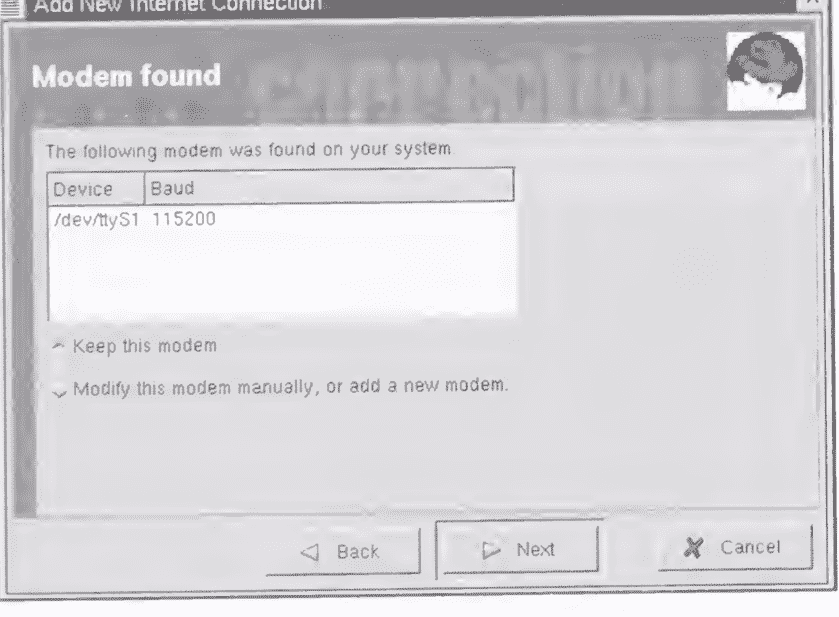 Add New Internet Connection
Modem found
The following modem was found on your system
Device Baud
/dev/ttyS1 115200
Keep this modem
Modify this modem manually, or add a new modem.
Back Next Cancel